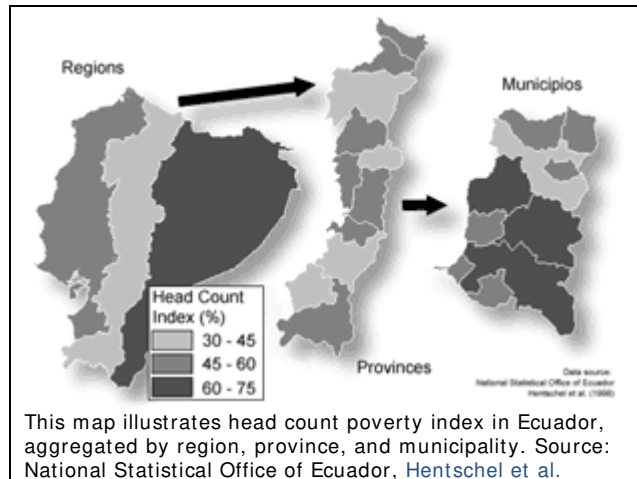 Regions
Municipios
Head Count
Index (%)
30 - 45
45 - 60
60 - 75
Provinces
Data source:
National Statistical Office of Ecuador
Hentschel et al. (1998)
This map illustrates head count poverty index in Ecuador,
aggregated by region, province, and municipality. Source:
National Statistical Office of Ecuador, Hentschel et al.